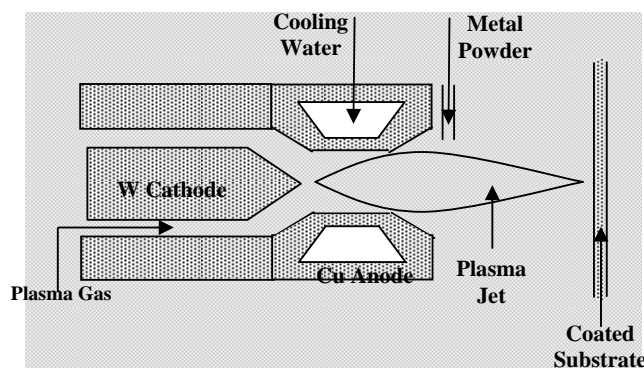 Cooling
Water
Metal
Powder
W Cathode
Cu Anode
Plasma Gas
Plasma
Jet
Coated
Substrate